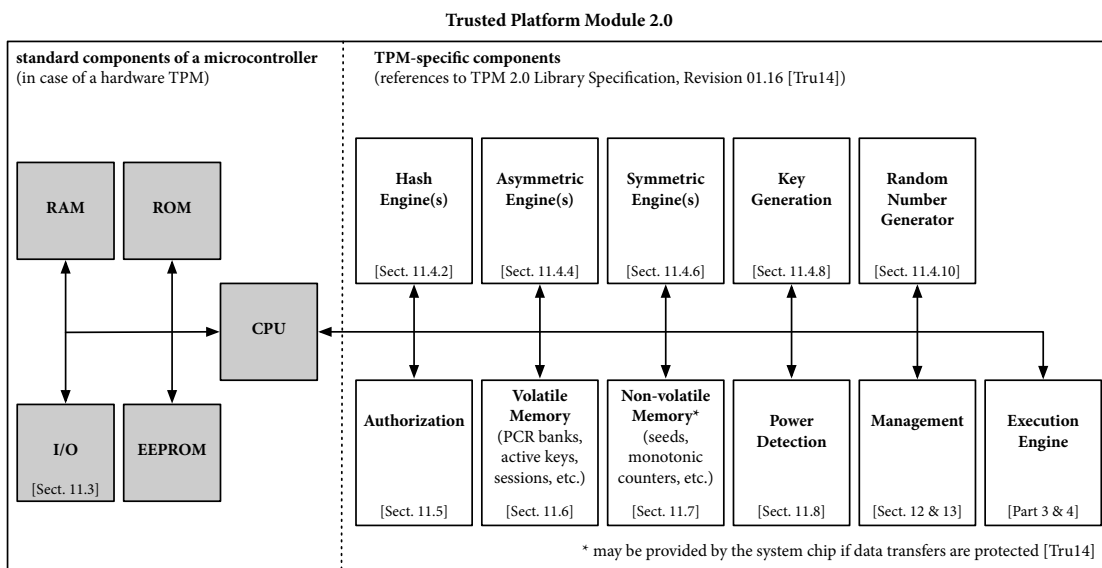 Trusted Platform Module 2.0
standard components of a microcontroller
(in case of a hardware TPM)
TPM-specific components
(references to TPM 2.0 Library Specification, Revision 01.16 [Tru14])
RAM
ROM
CPU
I/O
[Sect. 11.3]
EEPROM
Hash
Engine(s)
[Sect. 11.4.2]
Asymmetric
Engine(s)
[Sect. 11.4.4]
Symmetric
Engine(s)
[Sect. 11.4.6]
Key
Generation
[Sect. 11.4.8]
Random
Number
Generator
[Sect. 11.4.10]
Authorization
[Sect. 11.5]
Volatile
Memory
(PCR banks,
active keys,
sessions, etc.)
[Sect. 11.6]
Non-volatile
Memory*
(seeds,
monotonic
counters, etc.)
[Sect. 11.7]
Power
Detection
[Sect. 11.8]
Management
[Sect. 12 & 13]
Execution
Engine
[Part 3 & 4]
* may be provided by the system chip if data transfers are protected [Tru14]